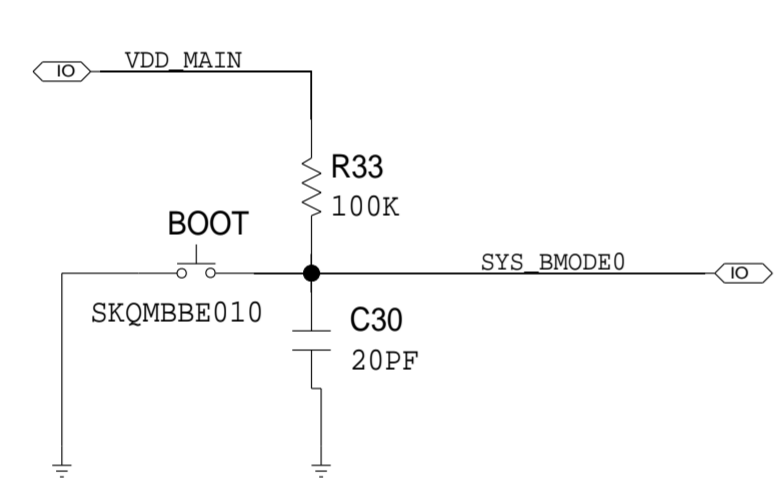 VDD_MAIN
IO
R33
100K
BOOT
SYS_BMODE0
IO
SKQMBBE010
C30
20PF